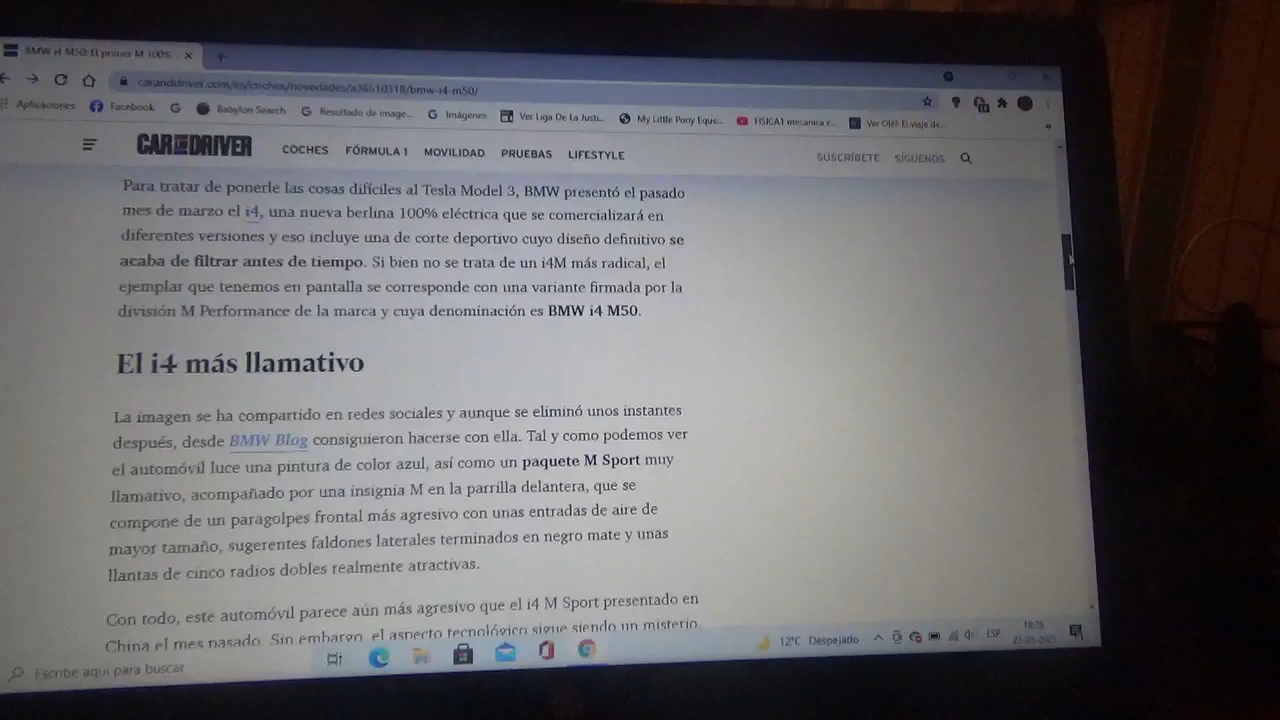 BMW i4 M50: El primer M 100%
caranddriver.com/es/coches/novedades/a36510318/bmw-i4-m50/
Aplicaciones Facebook Babylon Search Resultado de image... Imágenes Ver Liga De La Justi... My Little Pony Eque... FISICA1 mecanica c... Ver Olé! El viaje de...
CAR AND DRIVER COCHES FÓRMULA 1 MOVILIDAD PRUEBAS LIFESTYLE SUSCRÍBETE SÍGUENOS
Para tratar de ponerle las cosas difíciles al Tesla Model 3, BMW presentó el pasado
mes de marzo el i4, una nueva berlina 100% eléctrica que se comercializará en
diferentes versiones y eso incluye una de corte deportivo cuyo diseño definitivo se
acaba de filtrar antes de tiempo. Si bien no se trata de un i4M más radical, el
ejemplar que tenemos en pantalla se corresponde con una variante firmada por la
división M Performance de la marca y cuya denominación es BMW i4 M50.
El i4 más llamativo
La imagen se ha compartido en redes sociales y aunque se eliminó unos instantes
después, desde BMW Blog consiguieron hacerse con ella. Tal y como podemos ver
el automóvil luce una pintura de color azul, así como un paquete M Sport muy
llamativo, acompañado por una insignia M en la parrilla delantera, que se
compone de un paragolpes frontal más agresivo con unas entradas de aire de
mayor tamaño, sugerentes faldones laterales terminados en negro mate y unas
llantas de cinco radios dobles realmente atractivas.
Con todo, este automóvil parece aún más agresivo que el i4 M Sport presentado en
China el mes pasado. Sin embargo, el aspecto tecnológico sigue siendo un misterio.
Escribe aquí para buscar 12°C Despejado ESP